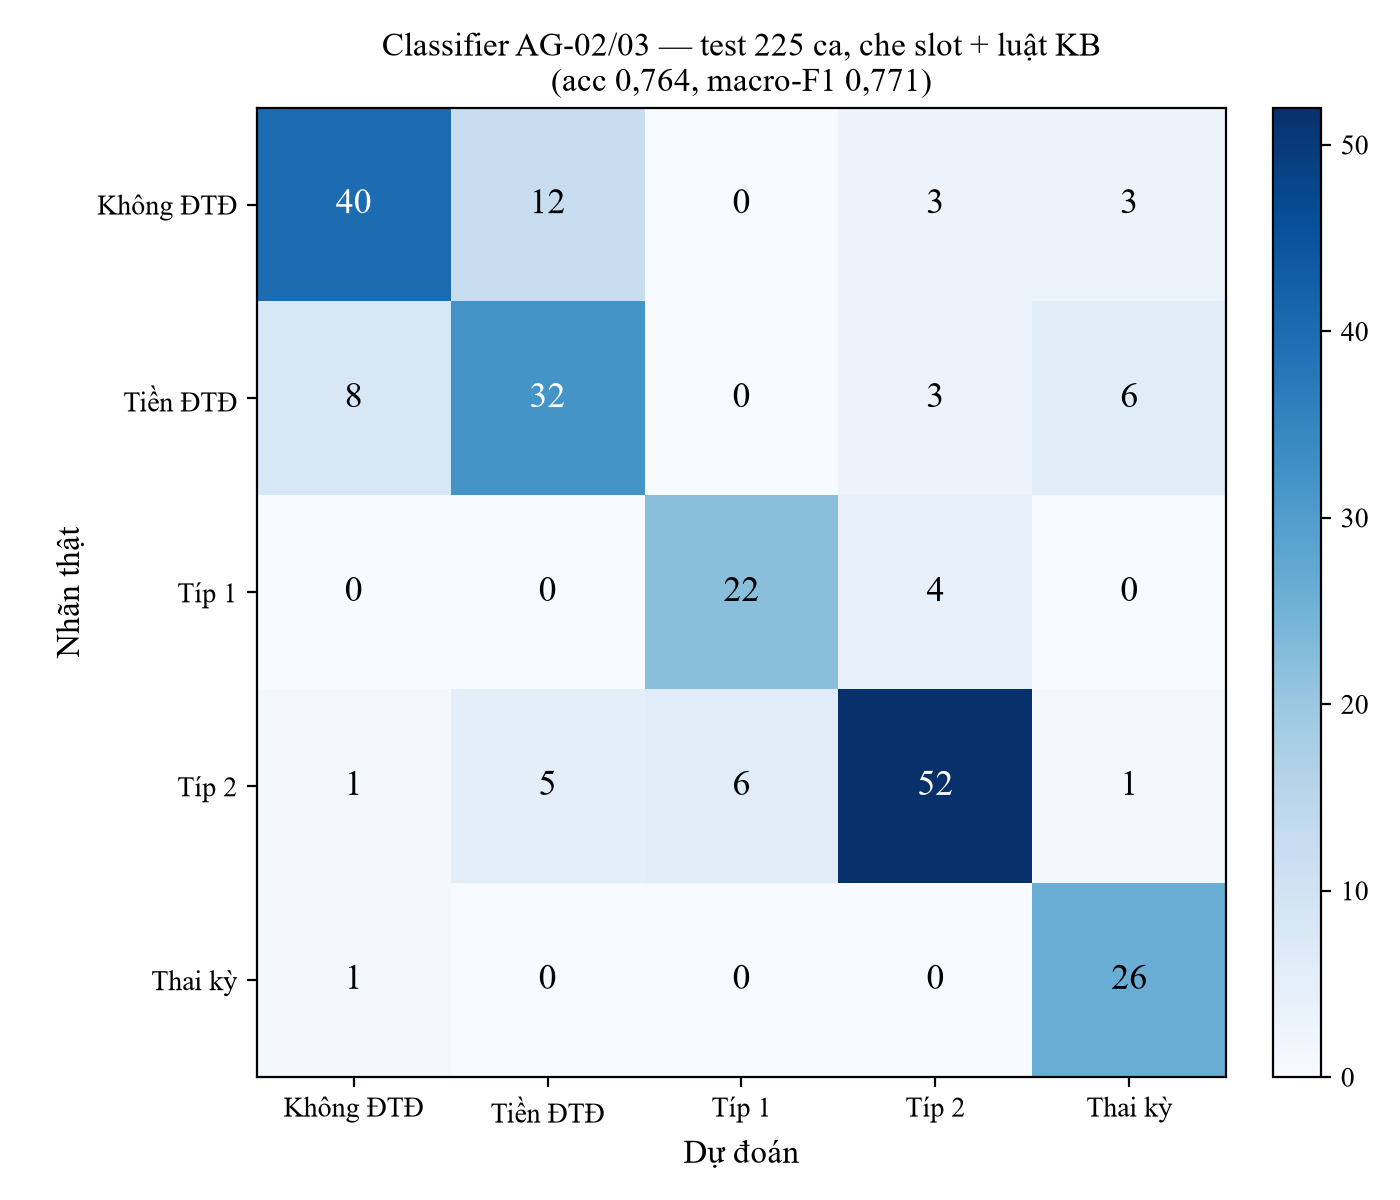 Classifier AG-02/03 — test 225 ca, che slot + luật KB
(acc 0,764, macro-F1 0,771)
Không ĐTĐ
40 12 0 3 3
Tiền ĐTĐ
8 32 0 3 6
Típ 1
0 0 22 4 0
Típ 2
1 5 6 52 1
Thai kỳ
1 0 0 0 26
Nhãn thật
Không ĐTĐ Tiền ĐTĐ Típ 1 Típ 2 Thai kỳ
Dự đoán
50
40
30
20
10
0